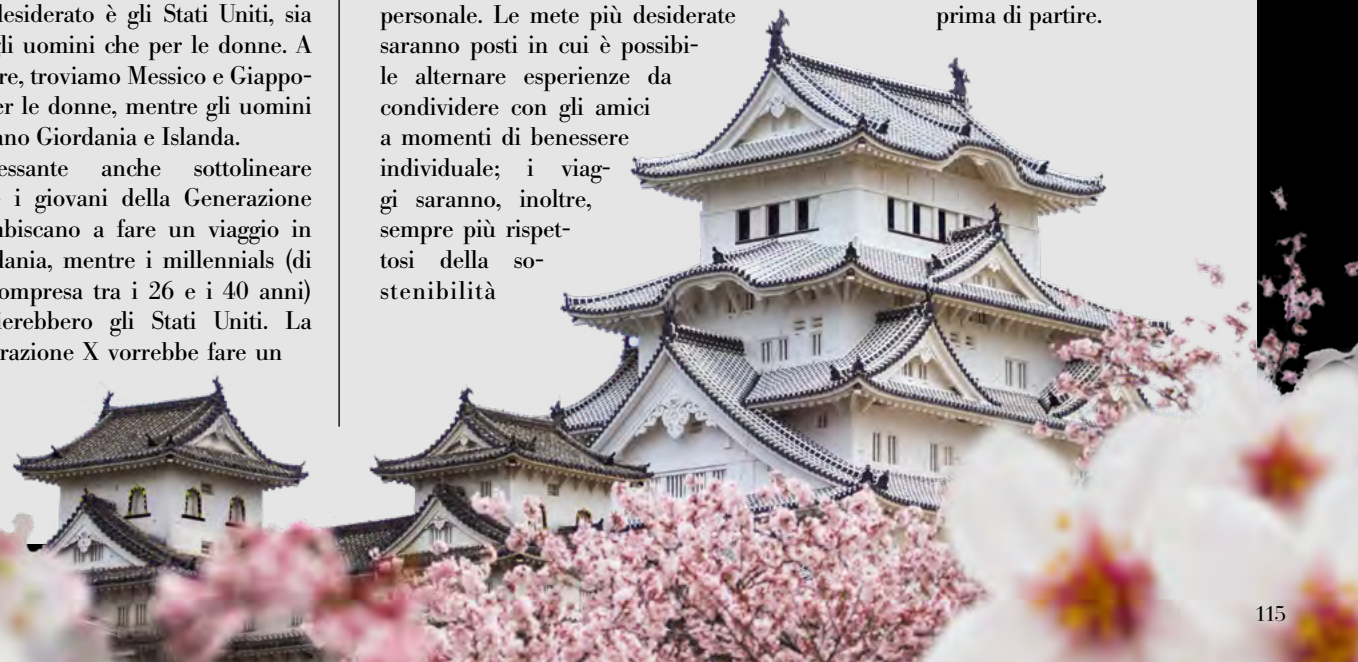 desiderato è gli Stati Uniti, sia
gli uomini che per le donne. A
re, troviamo Messico e Giappo-
er le donne, mentre gli uomini
no Giordania e Islanda.
essante anche sottolineare
i giovani della Generazione
biscano a fare un viaggio in
dania, mentre i millennials (di
ompresa tra i 26 e i 40 anni)
ierebbero gli Stati Uniti. La
razione X vorrebbe fare un
personale. Le mete più desiderate
saranno posti in cui è possibi-
le alternare esperienze da
condividere con gli amici
a momenti di benessere
individuale; i viag-
gi saranno, inoltre,
sempre più rispet-
tosi della so-
stenibilità
prima di partire.
115